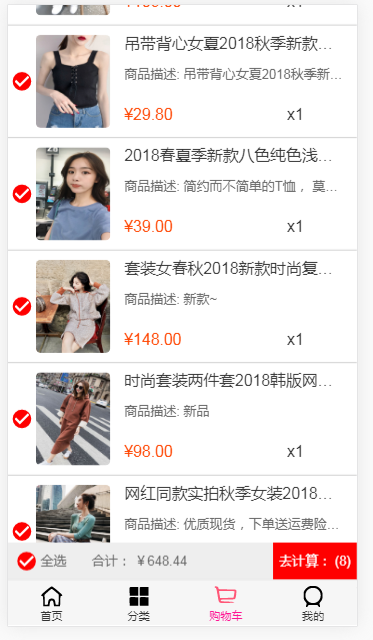 吊带背心女夏2018秋季新款…
商品描述: 吊带背心女夏2018秋季新…
¥29.80 x1
2018春夏季新款八色纯色浅…
商品描述: 简约而不简单的T恤， 莫…
¥39.00 x1
套装女春秋2018新款时尚复…
商品描述: 新款~
¥148.00 x1
时尚套装两件套2018韩版网…
商品描述: 新品
¥98.00 x1
网红同款实拍秋季女装2018…
商品描述: 优质现货，下单送运费险…
全选 合计：￥648.44 去计算： (8)
首页 分类 购物车 我的